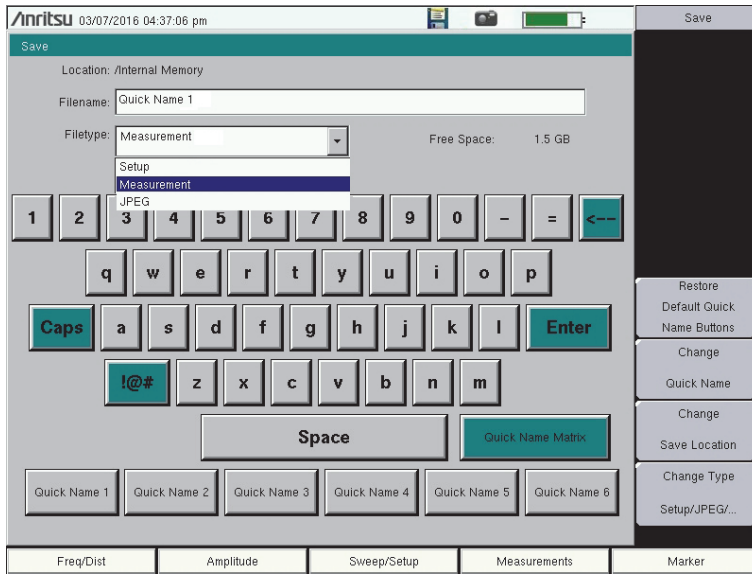 /Inritsu 03/07/2016 04:37:06 pm
Save
Save
Location: /Internal Memory
Filename: Quick Name 1
Filetype: Measurement
Free Space: 1.5 GB
Setup
Measurement
JPEG
1 2 3 4 5 6 7 8 9 0 - = <--
q w e r t y u i o p
Caps a s d f g h j k l Enter
!@# z x c v b n m
Space Quick Name Matrix
Quick Name 1 Quick Name 2 Quick Name 3 Quick Name 4 Quick Name 5 Quick Name 6
Restore
Default Quick
Name Buttons
Change
Quick Name
Change
Save Location
Change Type
Setup/JPEG/...
Freq/Dist Amplitude Sweep/Setup Measurements Marker